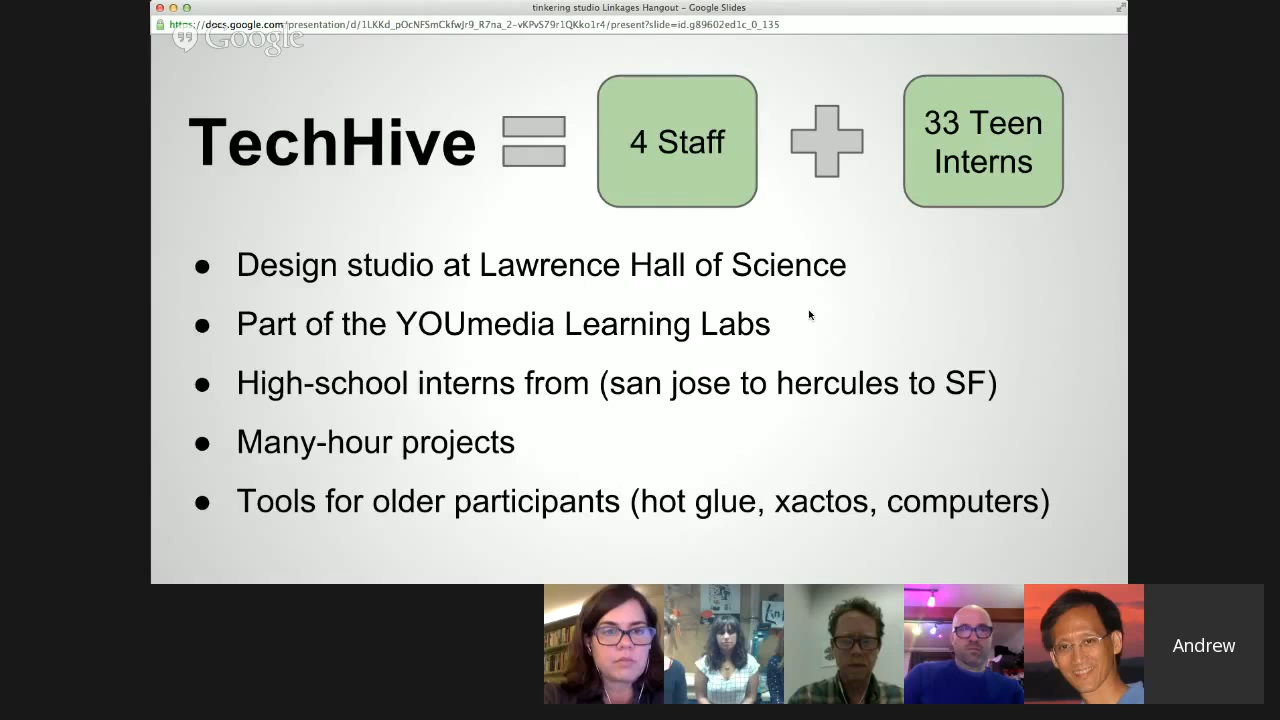 tinkering studio Linkages Hangout – Google Slides
https://docs.google.com/presentation/d/1LKKd_pOcNFSmCkfwJr9_R7na_2-vKPvS79r1QKko1r4/present?slide=id.g89602ed1c_0_135
Google
TechHive
4 Staff
33 Teen
Interns
● Design studio at Lawrence Hall of Science
● Part of the YOUmedia Learning Labs
● High-school interns from (san jose to hercules to SF)
● Many-hour projects
● Tools for older participants (hot glue, xactos, computers)
Andrew